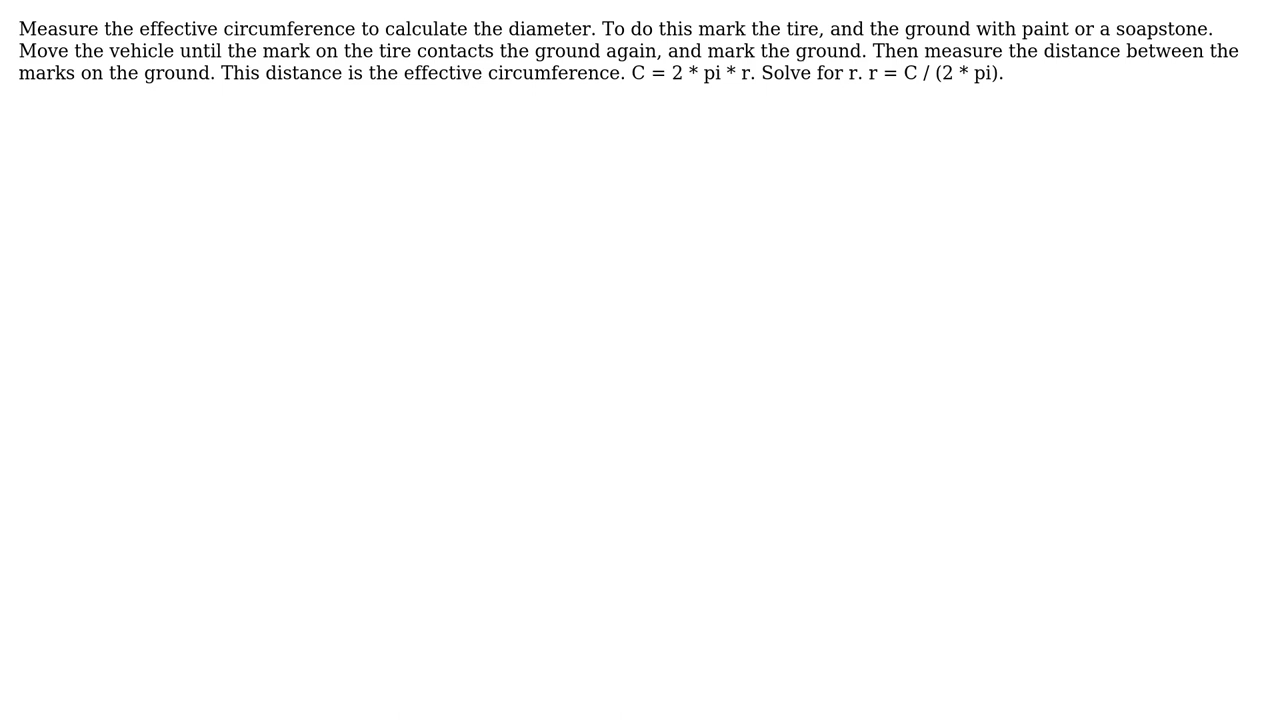 Measure the effective circumference to calculate the diameter. To do this mark the tire, and the ground with paint or a soapstone.
Move the vehicle until the mark on the tire contacts the ground again, and mark the ground. Then measure the distance between the
marks on the ground. This distance is the effective circumference. C = 2 * pi * r. Solve for r. r = C / (2 * pi).